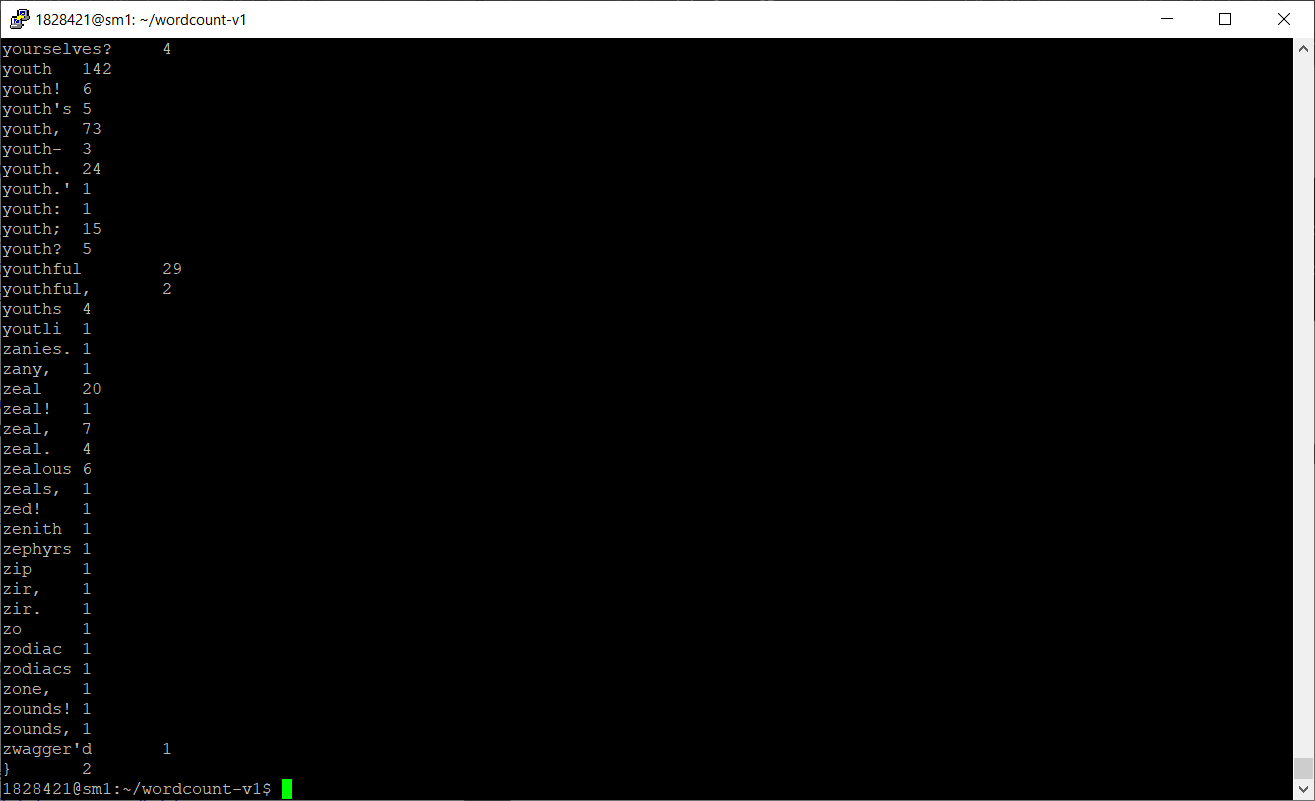 1828421@sm1: ~/wordcount-v1
yourselves?     4
youth   142
youth!  6
youth's 5
youth,  73
youth-  3
youth.  24
youth.' 1
youth:  1
youth;  15
youth?  5
youthful        29
youthful,       2
youths  4
youtli  1
zanies. 1
zany,   1
zeal    20
zeal!   1
zeal,   7
zeal.   4
zealous 6
zeals,  1
zed!    1
zenith  1
zephyrs 1
zip     1
zir,    1
zir.    1
zo      1
zodiac  1
zodiacs 1
zone,   1
zounds! 1
zounds, 1
zwagger'd       1
}       2
1828421@sm1:~/wordcount-v1$